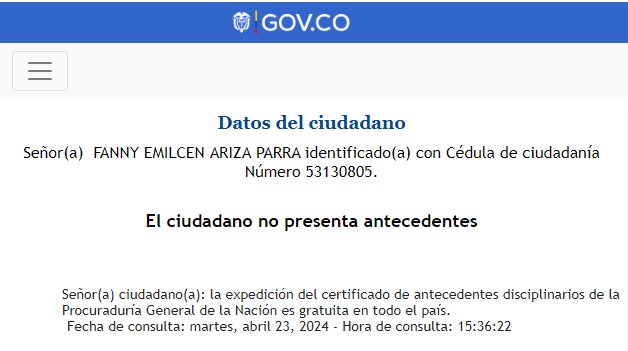 GOV.CO
Datos del ciudadano
Señor(a) FANNY EMILCEN ARIZA PARRA identificado(a) con Cédula de ciudadanía
Número 53130805.
El ciudadano no presenta antecedentes
Señor(a) ciudadano(a): la expedición del certificado de antecedentes disciplinarios de la
Procuraduría General de la Nación es gratuita en todo el país.
Fecha de consulta: martes, abril 23, 2024 - Hora de consulta: 15:36:22